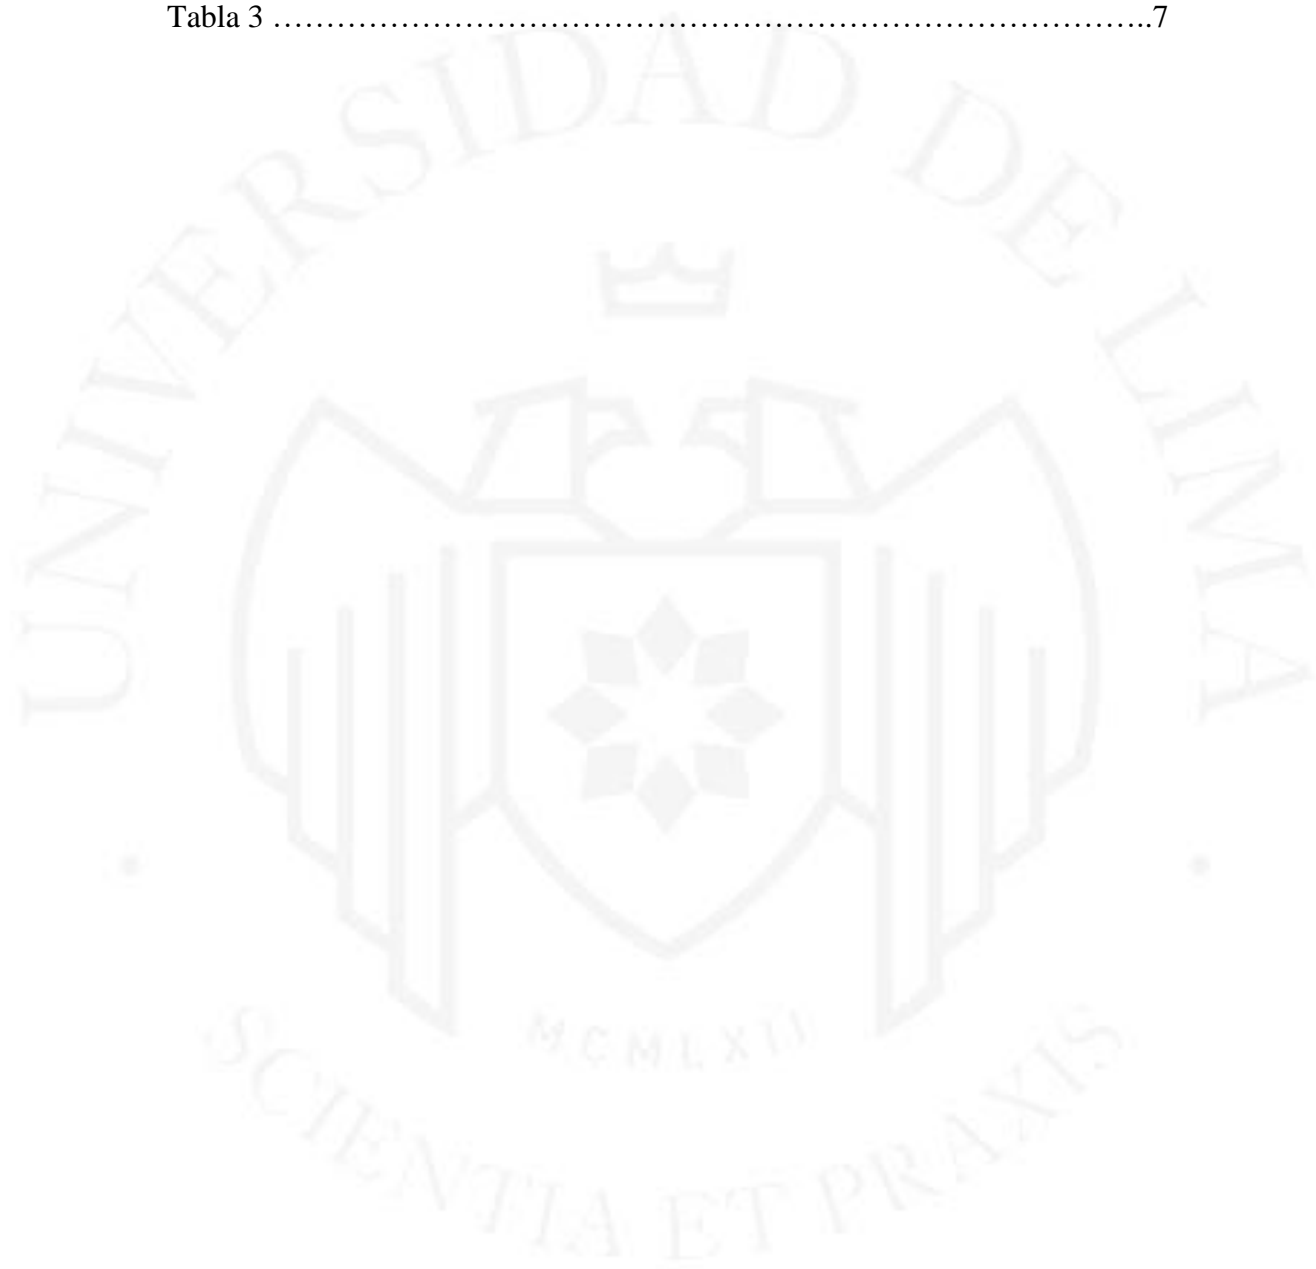 Tabla 3 ………………………………………………………………………………..7
UNIVERSIDAD DE LIMA
MCMLXII
SCIENTIA ET PRAXIS